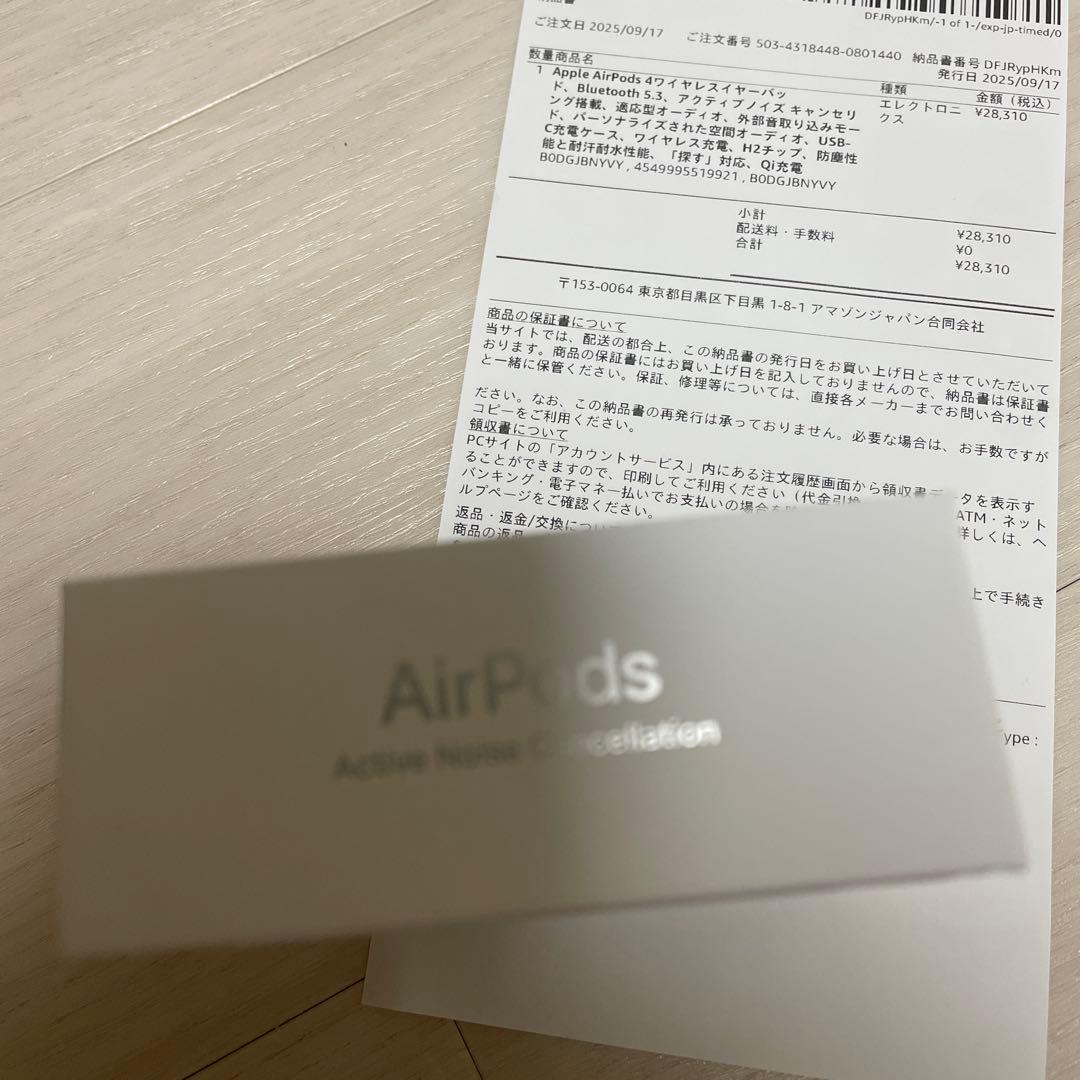 DFJRypHKm/-1 of 1-/exp-jp-timed/0
ご注文日 2025/09/17 ご注文番号 503-4318448-0801440 納品書番号 DFJRypHKm
発行日 2025/09/17
数量 商品名 種類 金額（税込）
1 Apple AirPods 4ワイヤレスイヤーバッ エレクトロニ ¥28,310
ド、Bluetooth 5.3、アクティブノイズ キャンセリ クス
ング搭載、適応型オーディオ、外部音取り込みモー
ド、パーソナライズされた空間オーディオ、USB-
C充電ケース、ワイヤレス充電、H2チップ、防塵性
能と耐汗耐水性能、「探す」対応、Qi充電
B0DGJBNYVY , 4549995519921 , B0DGJBNYVY
小計 ¥28,310
配送料・手数料 ¥0
合計 ¥28,310
〒153-0064 東京都目黒区下目黒 1-8-1 アマゾンジャパン合同会社
商品の保証書について
当サイトでは、配送の都合上、この納品書の発行日をお買い上げ日とさせていただいて
おります。商品の保証書にはお買い上げ日を記入しておりませんので、納品書は保証書
と一緒に保管ください。保証、修理等については、直接各メーカーまでお問い合わせく
ださい。なお、この納品書の再発行は承っておりません。必要な場合は、お手数ですが
コピーをご利用ください。
領収書について
PCサイトの「アカウントサービス」内にある注文履歴画面から領収書データを表示す
ることができますので、印刷してご利用ください（代金引換 ATM・ネット
バンキング・電子マネー払いでお支払いの場合を 詳しくは、ヘ
ルプページをご確認ください。
返品・返金/交換について
商品の返品
上で手続き
ype :
AirPods
Active Noise Cancellation